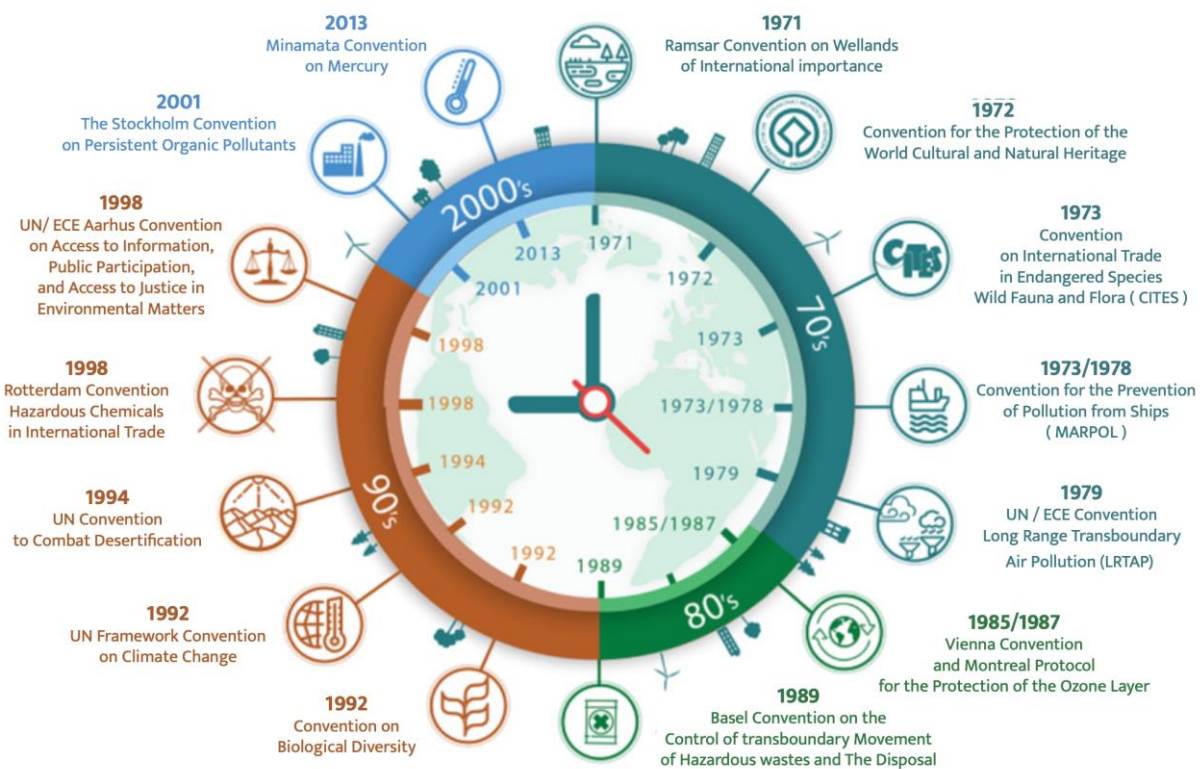 2013
Minamata Convention
on Mercury
1971
Ramsar Convention on Wellands
of International importance
2001
The Stockholm Convention
on Persistent Organic Pollutants
1972
Convention for the Protection of the
World Cultural and Natural Heritage
1998
UN/ ECE Aarhus Convention
on Access to Information,
Public Participation,
and Access to Justice in
Environmental Matters
1973
Convention
on International Trade
in Endangered Species
Wild Fauna and Flora ( CITES )
CITES
1998
Rotterdam Convention
Hazardous Chemicals
in International Trade
1973/1978
Convention for the Prevention
of Pollution from Ships
( MARPOL )
1994
UN Convention
to Combat Desertification
1979
UN / ECE Convention
Long Range Transboundary
Air Pollution (LRTAP)
1992
UN Framework Convention
on Climate Change
1985/1987
Vienna Convention
and Montreal Protocol
for the Protection of the Ozone Layer
1992
Convention on
Biological Diversity
1989
Basel Convention on the
Control of transboundary Movement
of Hazardous wastes and The Disposal
2000's
70's
80's
90's
1971
1972
1973
1973/1978
1979
1985/1987
1989
1992
1992
1994
1998
1998
2001
2013